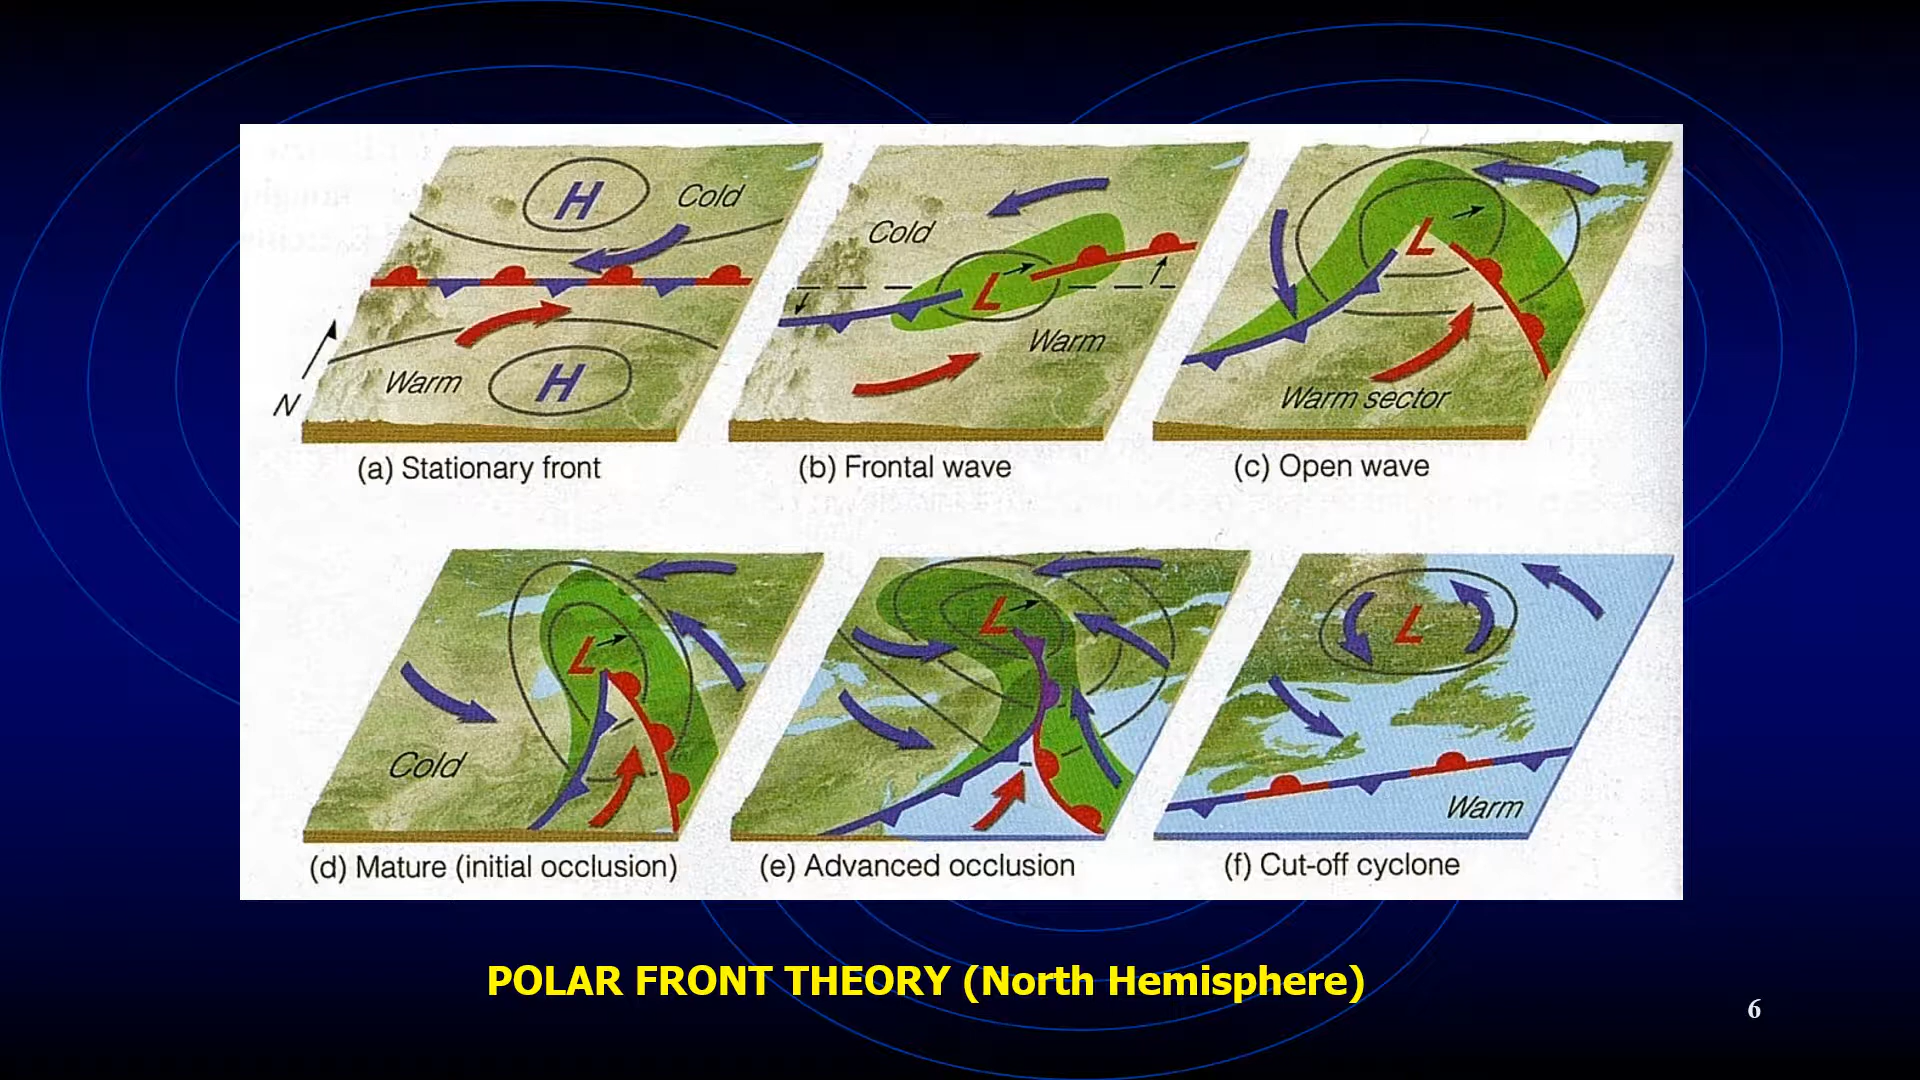 H
Cold
Warm
H
N
(a) Stationary front
Cold
L
Warm
(b) Frontal wave
L
Warm sector
(c) Open wave
L
Cold
(d) Mature (initial occlusion)
L
(e) Advanced occlusion
L
Warm
(f) Cut-off cyclone
POLAR FRONT THEORY (North Hemisphere)
6